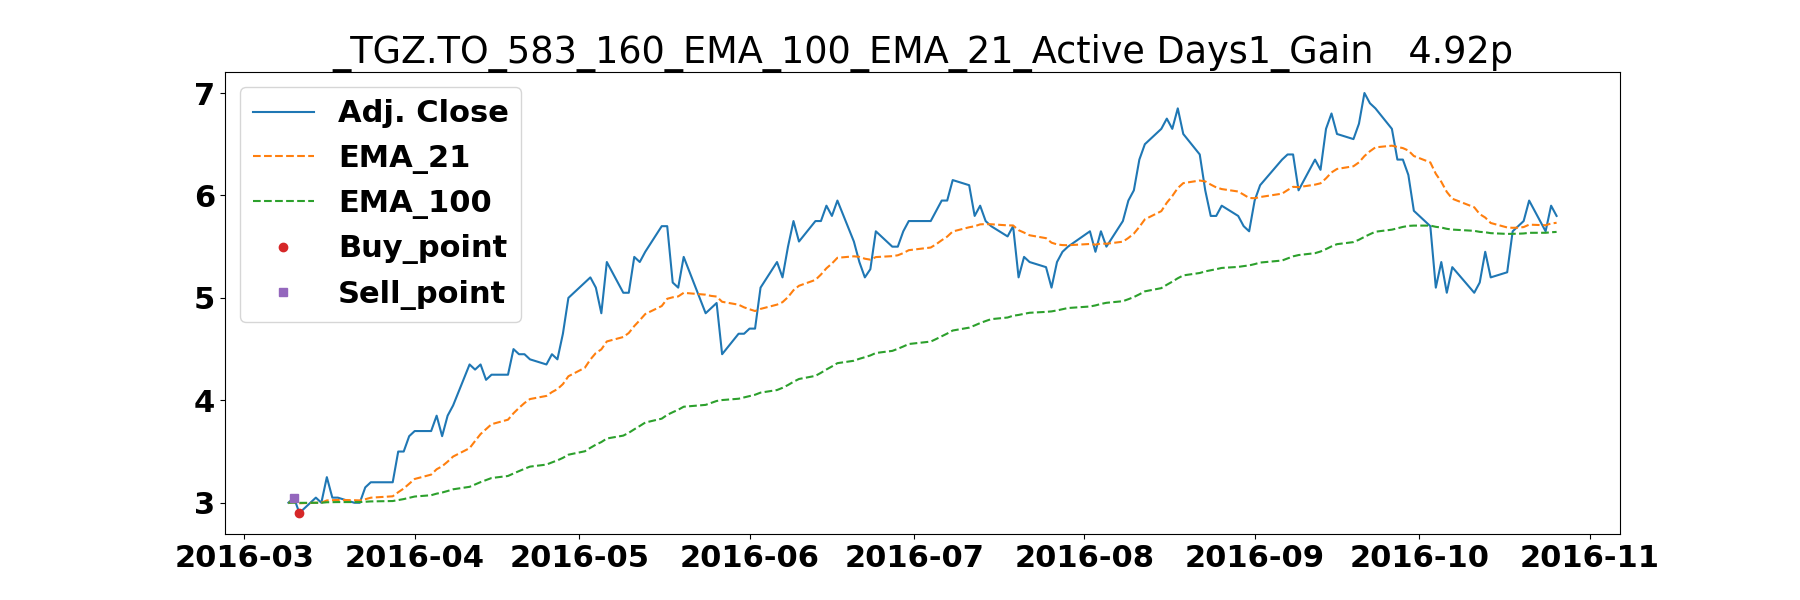 _TGZ.TO_583_160_EMA_100_EMA_21_Active Days1_Gain   4.92p
7
6
5
4
3
Adj. Close
EMA_21
EMA_100
Buy_point
Sell_point
2016-03 2016-04 2016-05 2016-06 2016-07 2016-08 2016-09 2016-10 2016-11